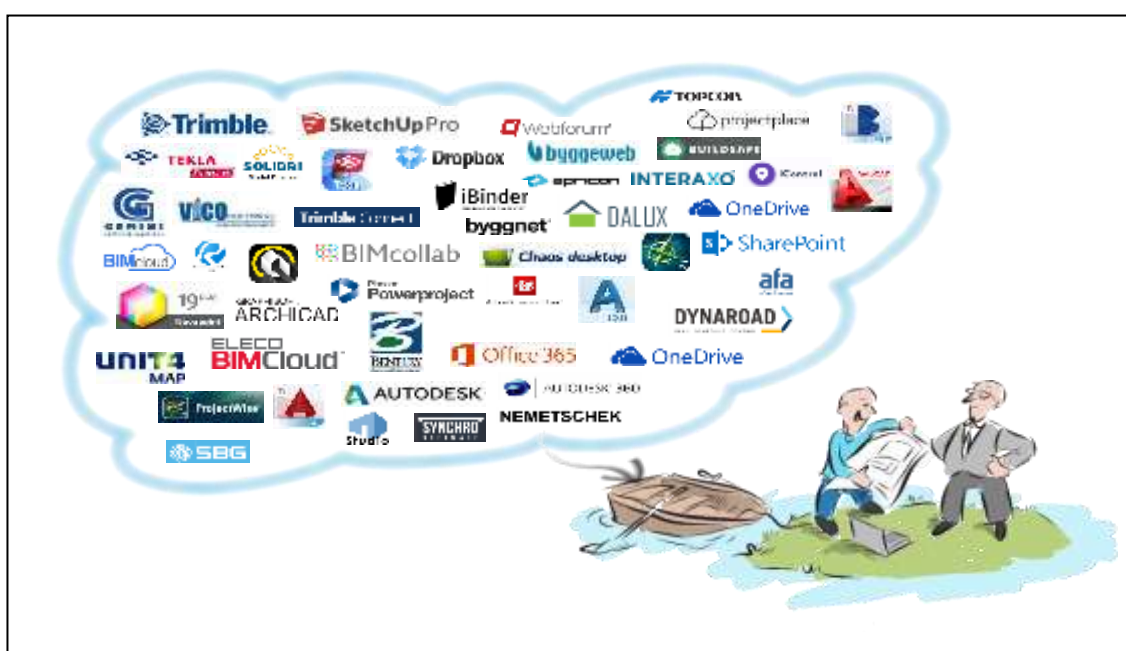 TOPCON
Trimble
SketchUp Pro
Webforum
projectplace
TEKLA
SOLIBRI
Dropbox
byggeweb
BUILDSAFE
INTERAXO
iBinder
GEMINI
VICO
Trimble Connect
byggnet
DALUX
OneDrive
BIMcloud
BIMcollab
Chaos desktop
SharePoint
afa
19
Powerproject
GRAPHISOFT
ARCHICAD
DYNAROAD
UNIT4
MAP
ELECO
BIMCloud
BENTLEY
Office 365
OneDrive
ProjectWise
AUTODESK
AUTODESK 360
Studio
SYNCHRO
NEMETSCHEK
SBG